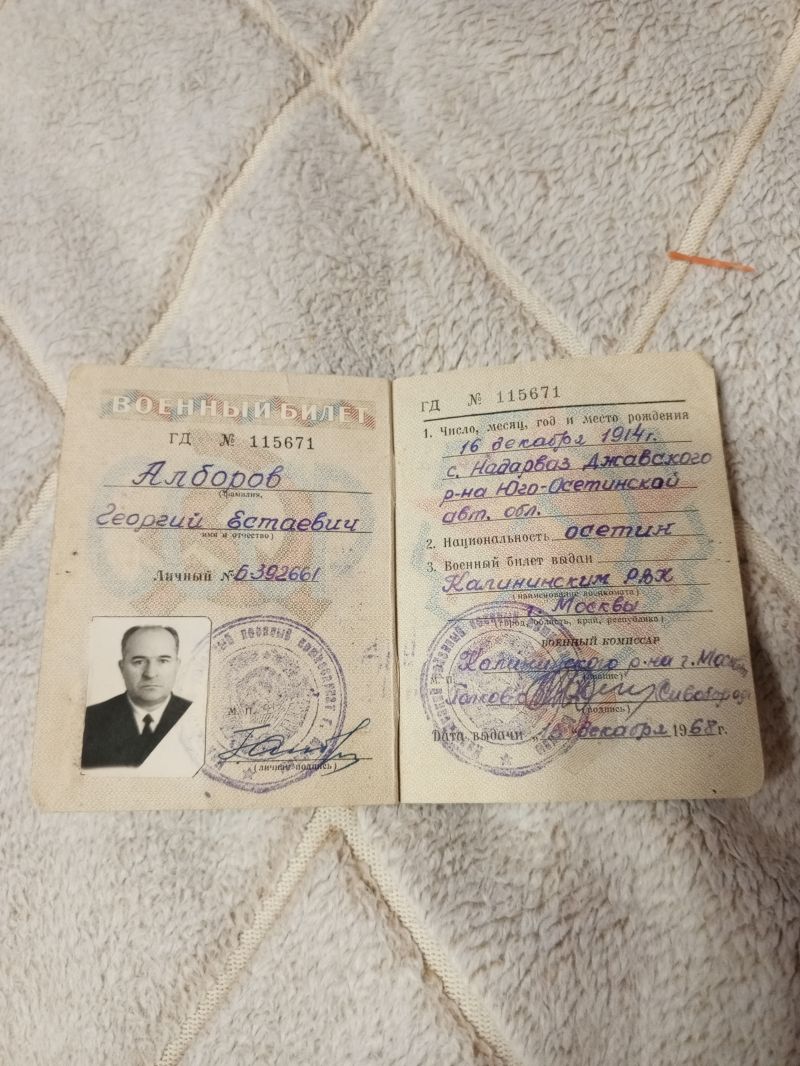 ВОЕННЫЙ БИЛЕТ
ГД № 115671
Алборов
(фамилия,
Георгий Естаевич
имя и отчество)
Личный № Б392661
М. П.
(личная подпись)
ГД № 115671
1. Число, месяц, год и место рождения
16 декабря 1914г.
с. Надарваз Джавского
р-на Юго-Осетинской
авт. обл.
2. Национальность осетин
3. Военный билет выдан
Калининским РВК
(наименование военкомата)
г. Москвы
(город, область, край, республика)
ВОЕННЫЙ КОМИССАР
Калининского р-на г. Москвы
М. П. (звание)
(подпись)
Дата выдачи „16 декабря 1968г.